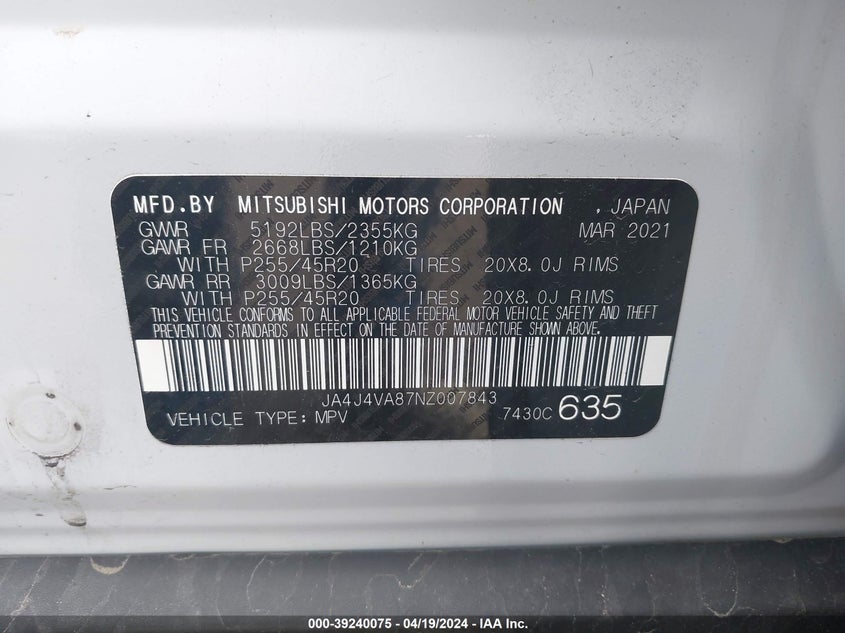 MFD.BY MITSUBISHI MOTORS CORPORATION , JAPAN
GVWR 5192LBS/2355KG MAR 2021
GAWR FR 2668LBS/1210KG
WITH P255/45R20 TIRES 20X8.0J RIMS
GAWR RR 3009LBS/1365KG
WITH P255/45R20 TIRES 20X8.0J RIMS
THIS VEHICLE CONFORMS TO ALL APPLICABLE FEDERAL MOTOR VEHICLE SAFETY AND THEFT
PREVENTION STANDARDS IN EFFECT ON THE DATE OF MANUFACTURE SHOWN ABOVE.
JA4J4VA87NZ007843
VEHICLE TYPE: MPV 7430C 635
000-39240075 - 04/19/2024 - IAA Inc.